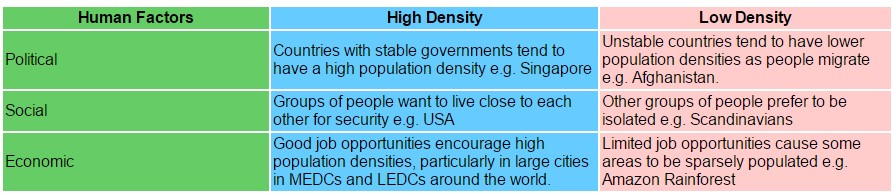 Human Factors High Density Low Density
Political
Countries with stable governments tend to
have a high population density e.g. Singapore
Unstable countries tend to have lower
population densities as people migrate
e.g. Afghanistan.
Social
Groups of people want to live close to each
other for security e.g. USA
Other groups of people prefer to be
isolated e.g. Scandinavians
Economic
Good job opportunities encourage high
population densities, particularly in large cities
in MEDCs and LEDCs around the world.
Limited job opportunities cause some
areas to be sparsely populated e.g.
Amazon Rainforest